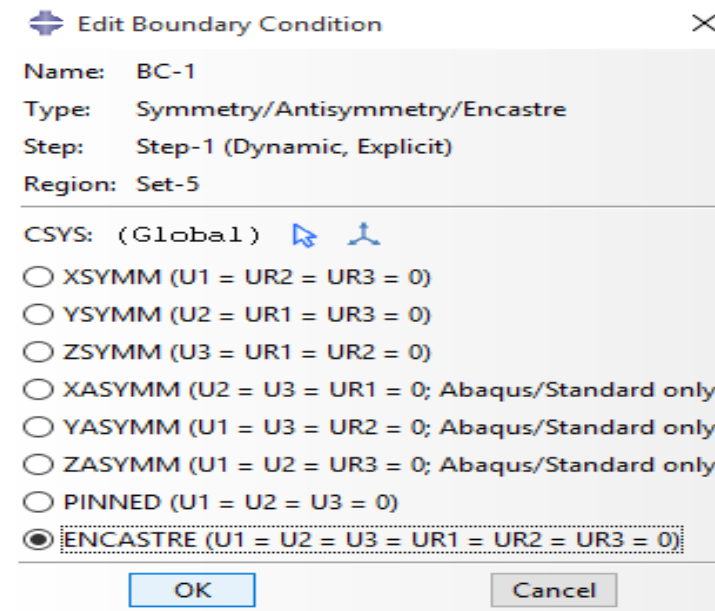 Edit Boundary Condition
Name: BC-1
Type: Symmetry/Antisymmetry/Encastre
Step: Step-1 (Dynamic, Explicit)
Region: Set-5
CSYS: (Global)
XSYMM (U1 = UR2 = UR3 = 0)
YSYMM (U2 = UR1 = UR3 = 0)
ZSYMM (U3 = UR1 = UR2 = 0)
XASYMM (U2 = U3 = UR1 = 0; Abaqus/Standard only
YASYMM (U1 = U3 = UR2 = 0; Abaqus/Standard only
ZASYMM (U1 = U2 = UR3 = 0; Abaqus/Standard only
PINNED (U1 = U2 = U3 = 0)
ENCASTRE (U1 = U2 = U3 = UR1 = UR2 = UR3 = 0)
OK Cancel